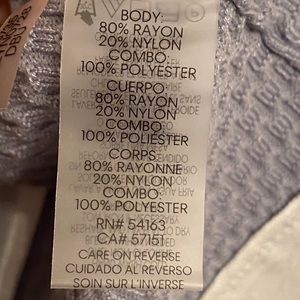 BODY:
80% RAYON
20% NYLON
COMBO:
100% POLYESTER
CUERPO:
80% RAYON
20% NYLON
COMBO:
100% POLIESTER
CORPS:
80% RAYONNE
20% NYLON
COMBO:
100% POLYESTER
RN# 54163
CA# 57151
CARE ON REVERSE
CUIDADO AL REVERSO
SOIN SUR L'INVERSE